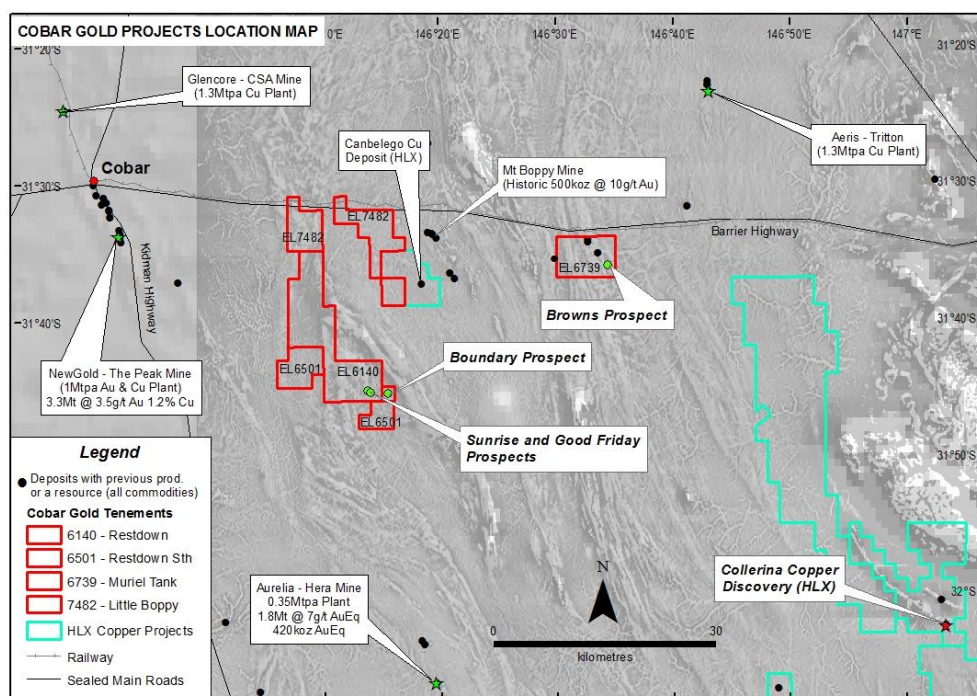 COBAR GOLD PROJECTS LOCATION MAP
0'E
146°20'E
146°30'E
146°40'E
146°50'E
147°E
31°20'S
31°20'S
Glencore - CSA Mine
(1.3Mtpa Cu Plant)
Aeris - Tritton
(1.3Mtpa Cu Plant)
Canbelego Cu
Deposit (HLX)
Mt Boppy Mine
(Historic 500koz @ 10g/t Au)
Cobar
31°30'S
31°30'S
EL7482
EL7482
Barrier Highway
Kidman Highway
EL6739
Browns Prospect
31°40'S
31°40'S
NewGold - The Peak Mine
(1Mtpa Au & Cu Plant)
3.3Mt @ 3.5g/t Au 1.2% Cu
Boundary Prospect
EL6501
EL6140
EL6501
Sunrise and Good Friday
Prospects
31°50'S
Legend
Deposits with previous prod.
or a resource (all commodities)
Cobar Gold Tenements
6140 - Restdown
6501 - Restdown Sth
6739 - Muriel Tank
7482 - Little Boppy
HLX Copper Projects
Railway
Sealed Main Roads
Aurelia - Hera Mine
0.35Mtpa Plant
1.8Mt @ 7g/t AuEq
420koz AuEq
N
0
30
kilometres
Collerina Copper
Discovery (HLX)
32°S